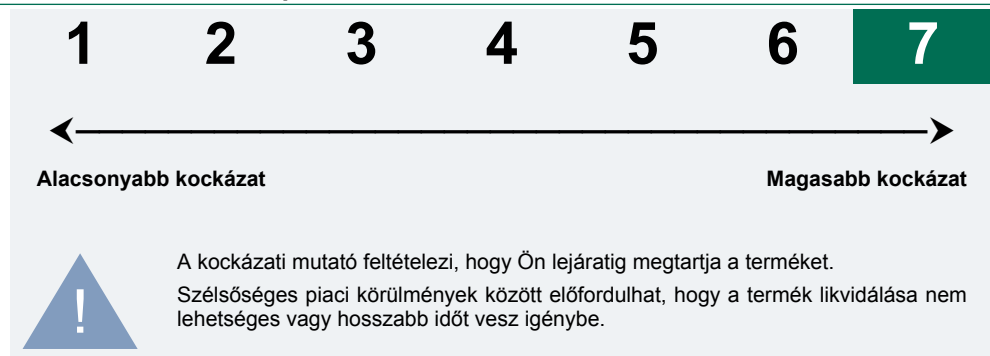 1 2 3 4 5 6 7
Alacsonyabb kockázat Magasabb kockázat
A kockázati mutató feltételezi, hogy Ön lejáratig megtartja a terméket.
Szélsőséges piaci körülmények között előfordulhat, hogy a termék likvidálása nem
lehetséges vagy hosszabb időt vesz igénybe.
!